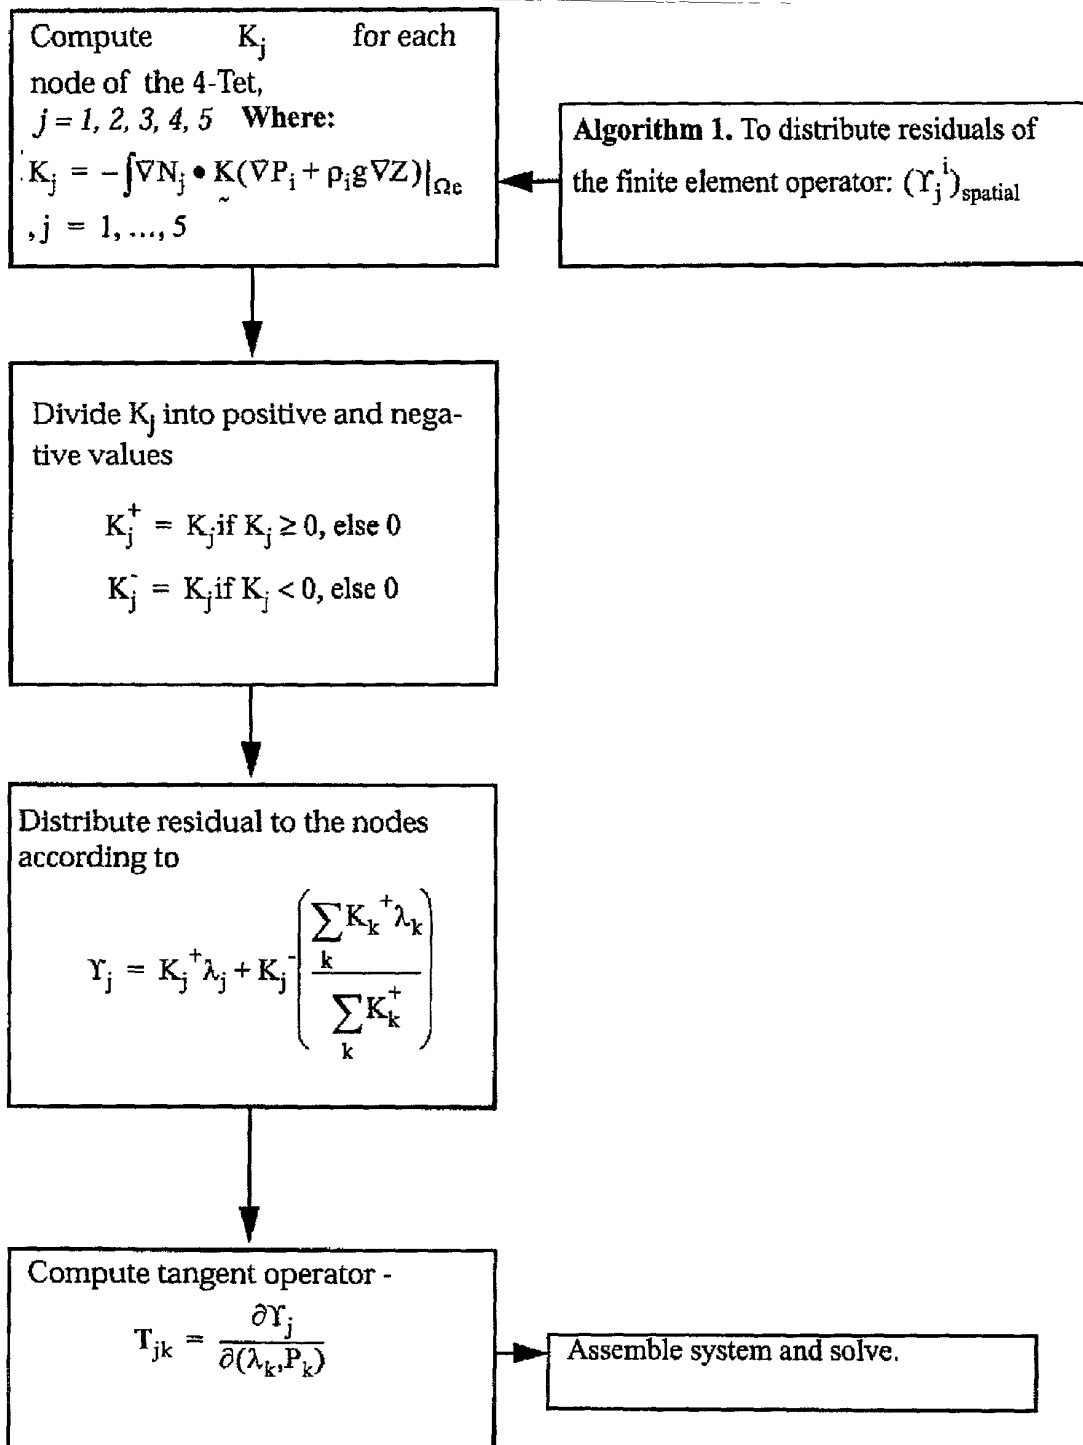 Compute K_j for each
node of the 4-Tet,
j = 1, 2, 3, 4, 5 Where:
K_j = −∫∇N_j • K̰(∇P_i + ρ_i g∇Z)|_Ωe
, j = 1, ..., 5
Algorithm 1. To distribute residuals of
the finite element operator: (ϒ_j^i)_spatial
Divide K_j into positive and nega-
tive values
K_j^+ = K_j if K_j ≥ 0, else 0
K_j^- = K_j if K_j < 0, else 0
Distribute residual to the nodes
according to
ϒ_j = K_j^+ λ_j + K_j^- ( ∑_k K_k^+ λ_k / ∑_k K_k^+ )
Compute tangent operator -
T_jk = ∂ϒ_j / ∂(λ_k,P_k)
Assemble system and solve.